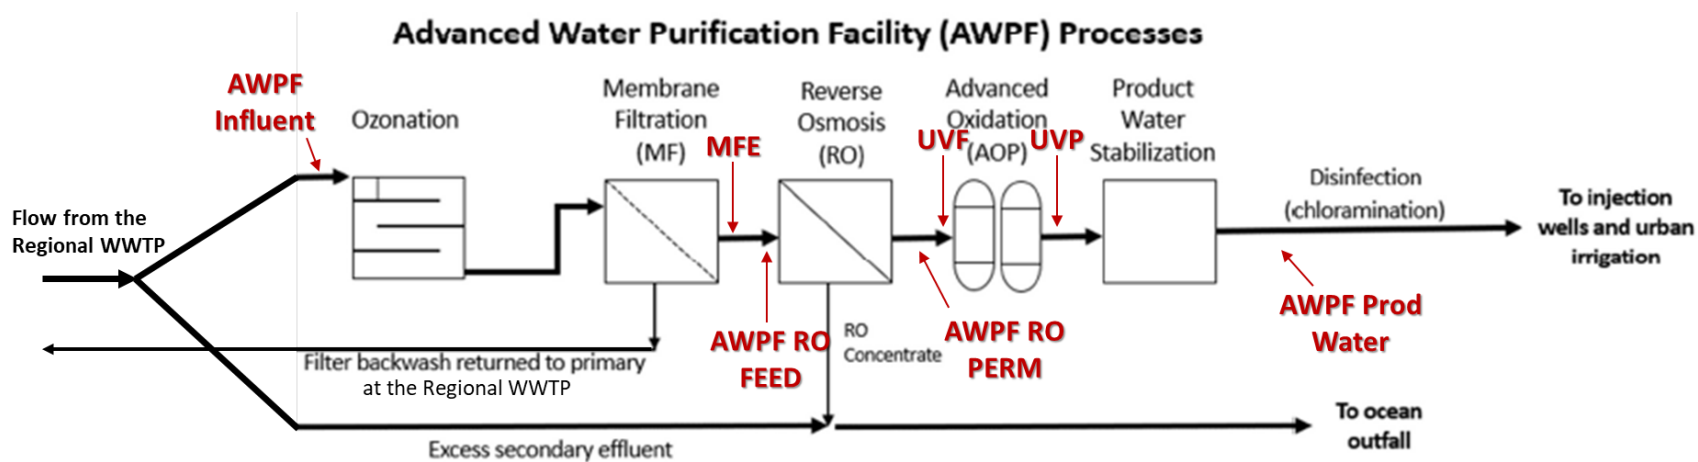 Advanced Water Purification Facility (AWPF) Processes
AWPF
Influent
Ozonation
Membrane
Filtration
(MF)
MFE
Reverse
Osmosis
(RO)
Advanced
Oxidation
(AOP)
UVF
UVP
Product
Water
Stabilization
Disinfection
(chloramination)
To injection
wells and urban
irrigation
Flow from the
Regional WWTP
AWPF RO
FEED
RO
Concentrate
AWPF RO
PERM
AWPF Prod
Water
Filter backwash returned to primary
at the Regional WWTP
Excess secondary effluent
To ocean
outfall